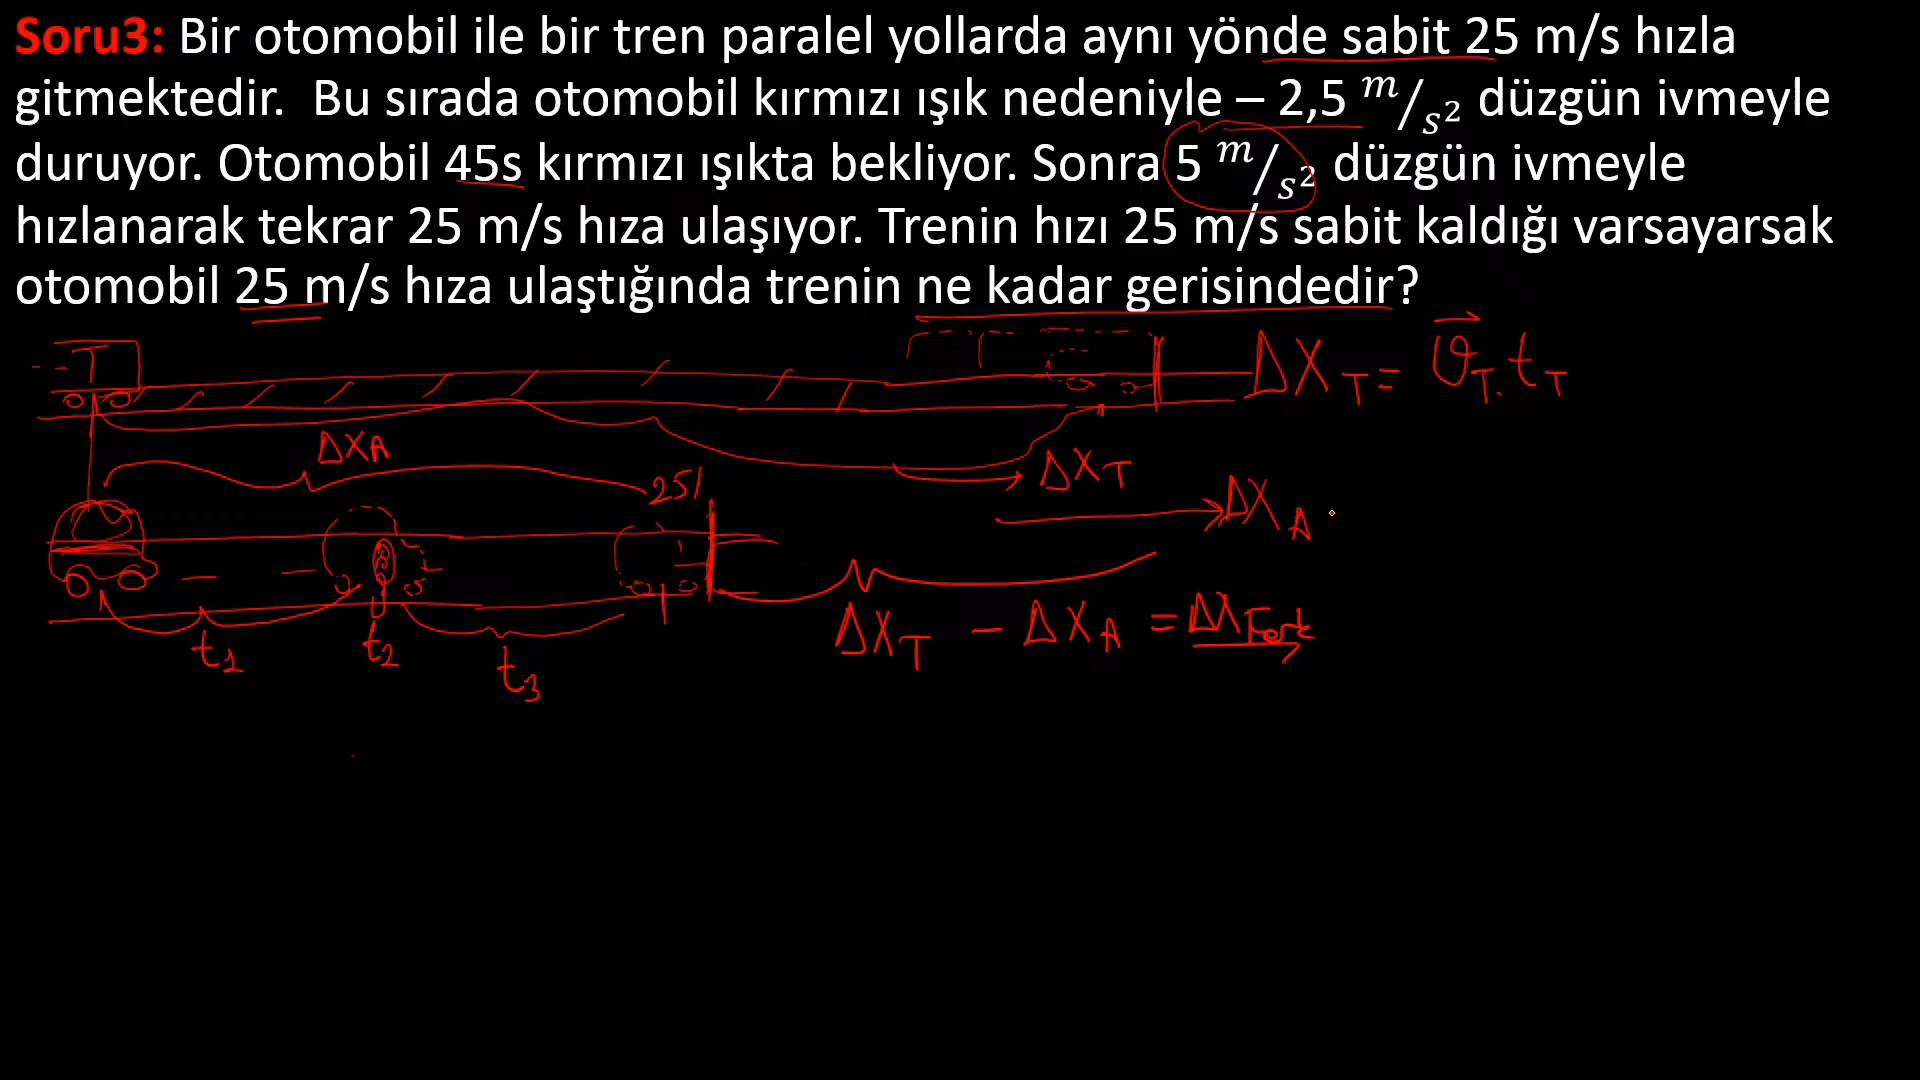 Soru3: Bir otomobil ile bir tren paralel yollarda aynı yönde sabit 25 m/s hızla
gitmektedir. Bu sırada otomobil kırmızı ışık nedeniyle – 2,5 m/s² düzgün ivmeyle
duruyor. Otomobil 45s kırmızı ışıkta bekliyor. Sonra 5 m/s² düzgün ivmeyle
hızlanarak tekrar 25 m/s hıza ulaşıyor. Trenin hızı 25 m/s sabit kaldığı varsayarsak
otomobil 25 m/s hıza ulaştığında trenin ne kadar gerisindedir?
T
ΔX_T = ϑ_T . t_T
ΔX_A
ΔX_T
25
ΔX_A
ΔX_T – ΔX_A = ΔX_Fark
t₁ t₂ t₃